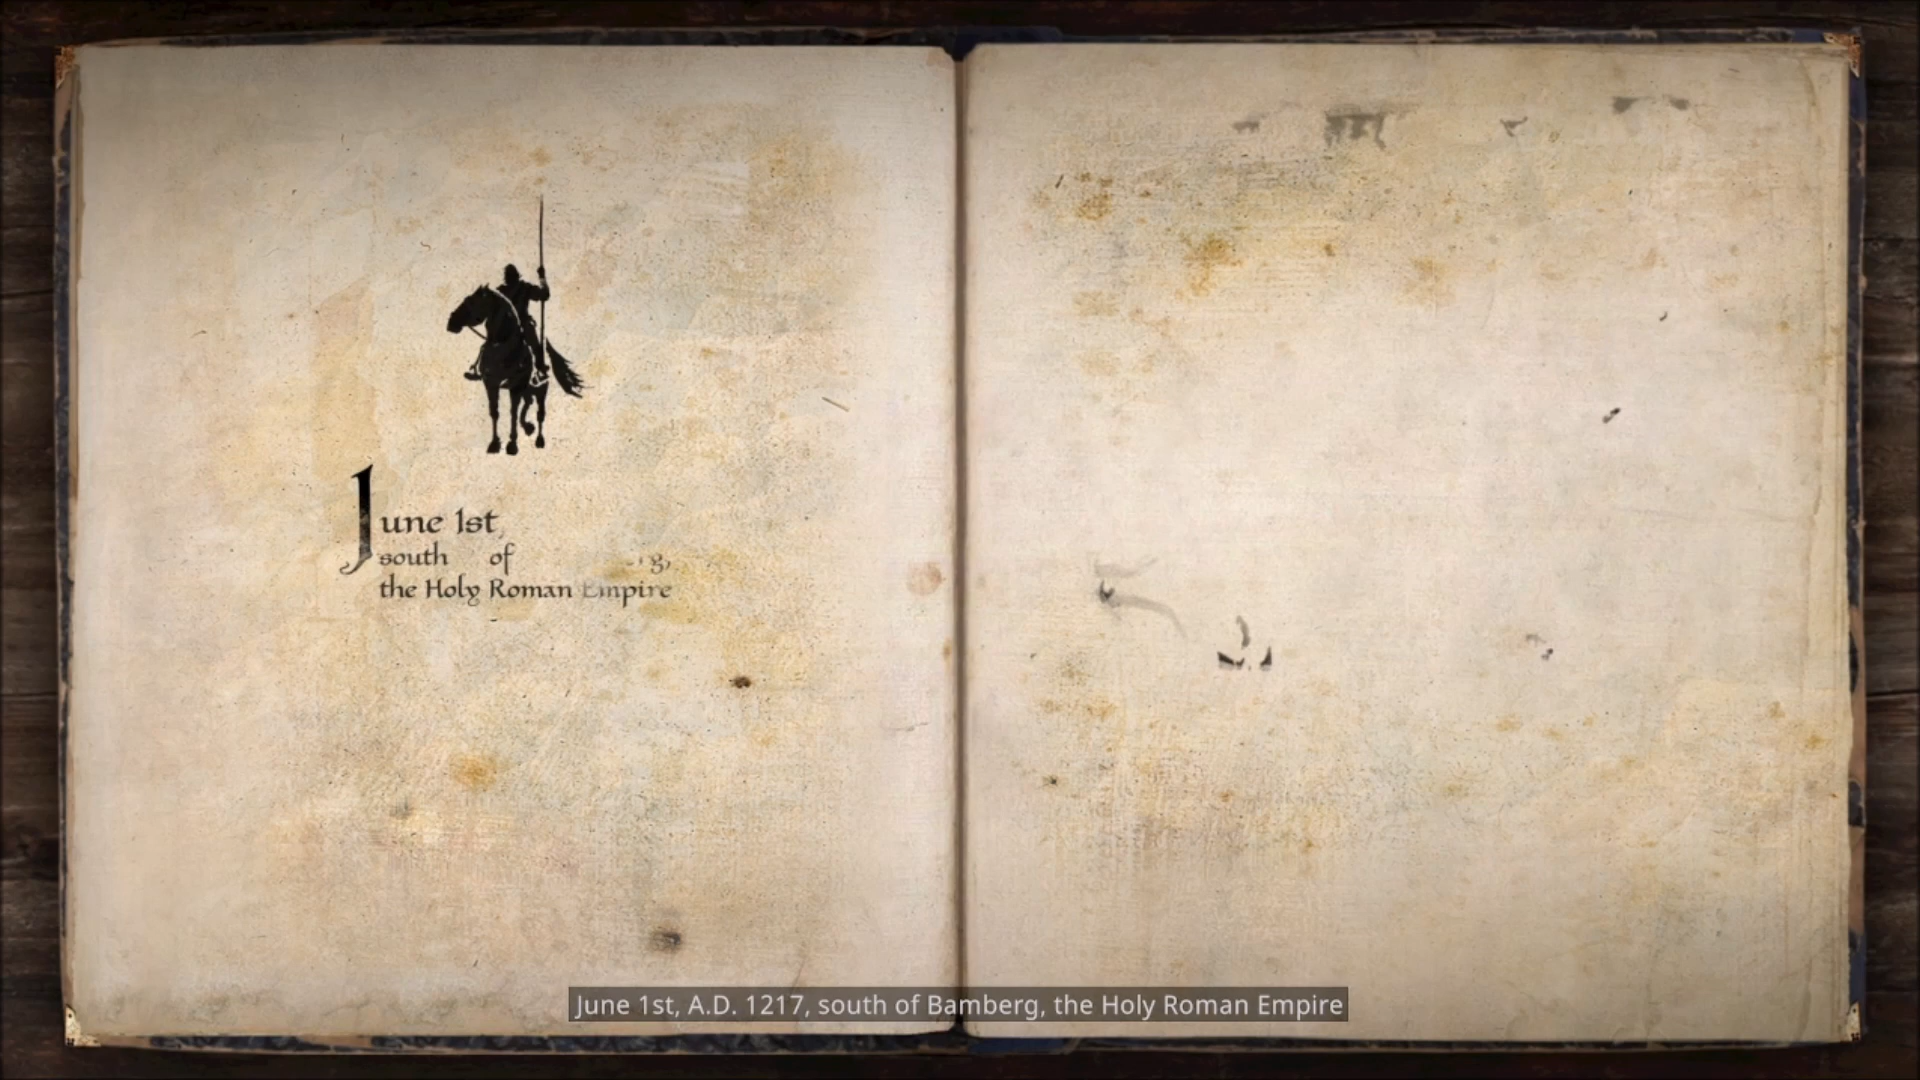 June 1st,
south of
the Holy Roman Empire
June 1st, A.D. 1217, south of Bamberg, the Holy Roman Empire